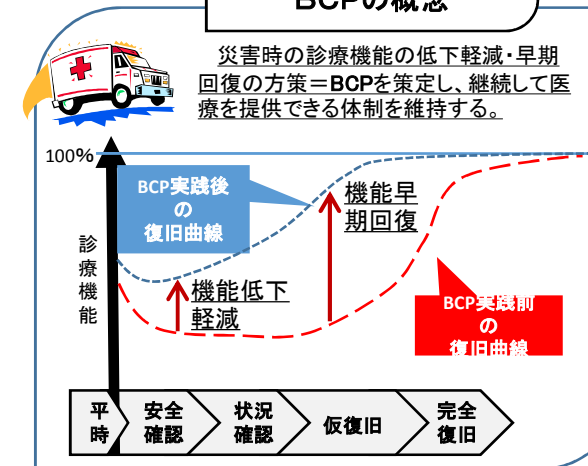 BCPの概念
災害時の診療機能の低下軽減・早期
回復の方策＝BCPを策定し、継続して医
療を提供できる体制を維持する。
100%
BCP実践後
の
復旧曲線
機能早
期回復
診
療
機
能
機能低下
軽減
BCP実践前
の
復旧曲線
平
時
安全
確認
状況
確認
仮復旧
完全
復旧